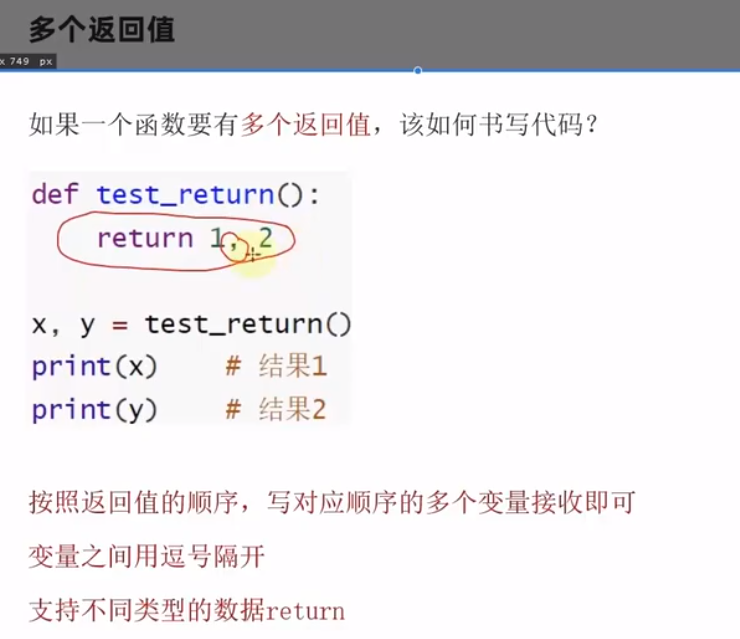 多个返回值
x 749 px
如果一个函数要有多个返回值，该如何书写代码？
def test_return():
    return 1, 2
x, y = test_return()
print(x)    # 结果1
print(y)    # 结果2
按照返回值的顺序，写对应顺序的多个变量接收即可
变量之间用逗号隔开
支持不同类型的数据return